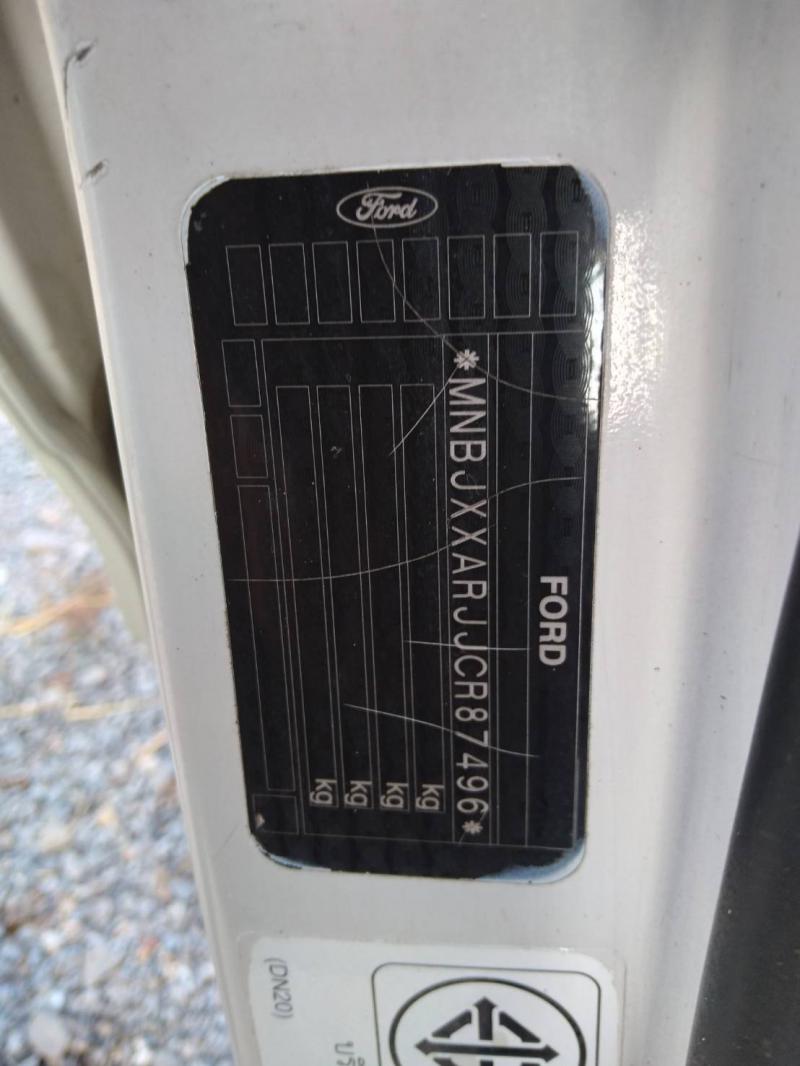 Ford
FORD
*MNBJXXARJJCR87496*
kg
kg
kg
kg
(DN20)